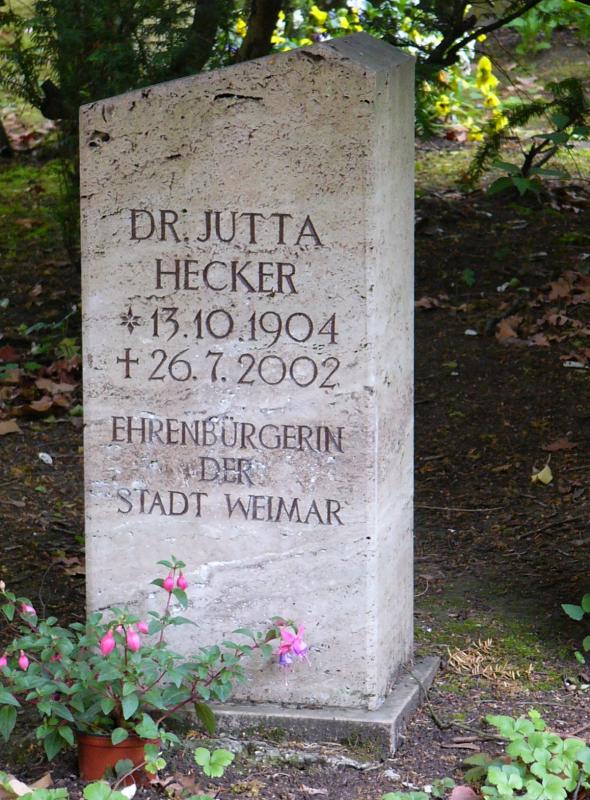 DR. JUTTA
HECKER
* 13.10.1904
† 26.7.2002
EHRENBÜRGERIN
DER
STADT WEIMAR